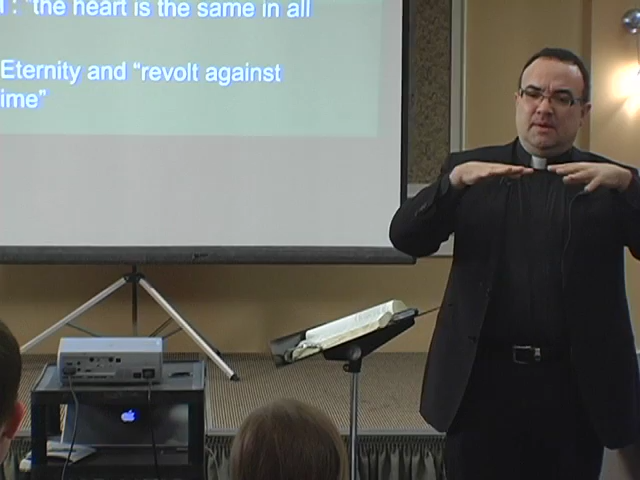 : "the heart is the same in all
Eternity and “revolt against
ime”